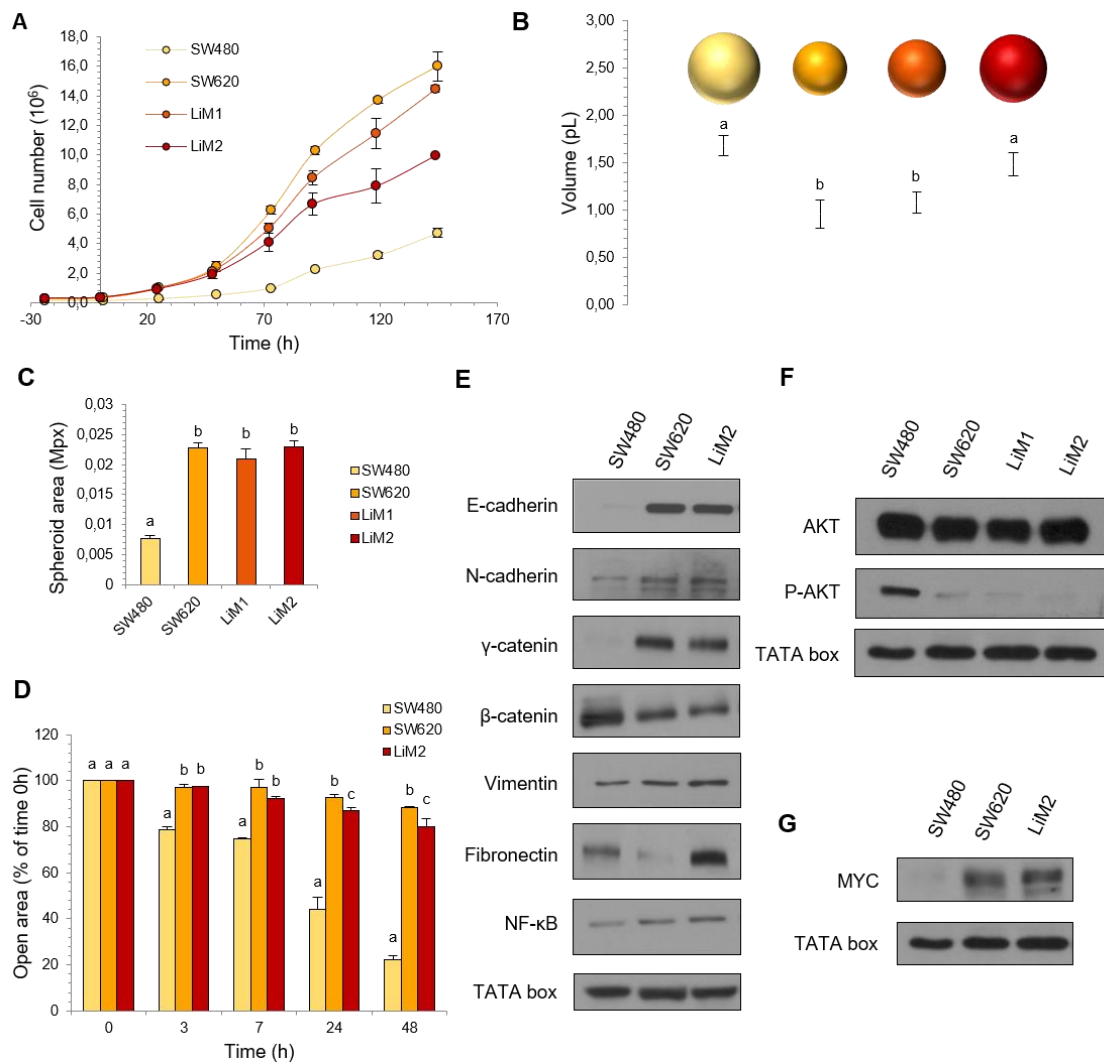 A
18,0
16,0
14,0
12,0
10,0
8,0
6,0
4,0
2,0
0,0
Cell number (10⁶)
-30 20 70 120 170
Time (h)
SW480
SW620
LiM1
LiM2
B
3,00
2,50
2,00
1,50
1,00
0,50
0,00
Volume (pL)
a b b a
C
0,03
0,025
0,02
0,015
0,01
0,005
0
Spheroid area (Mpx)
a b b b
SW480 SW620 LiM1 LiM2
SW480
SW620
LiM1
LiM2
D
SW480
SW620
LiM2
120
100
80
60
40
20
0
Open area (% of time 0h)
a a a
a b b
a b b
a b c
a b c
0 3 7 24 48
Time (h)
E
SW480 SW620 LiM2
E-cadherin
N-cadherin
γ-catenin
β-catenin
Vimentin
Fibronectin
NF-κB
TATA box
F
SW480 SW620 LiM1 LiM2
AKT
P-AKT
TATA box
G
SW480 SW620 LiM2
MYC
TATA box